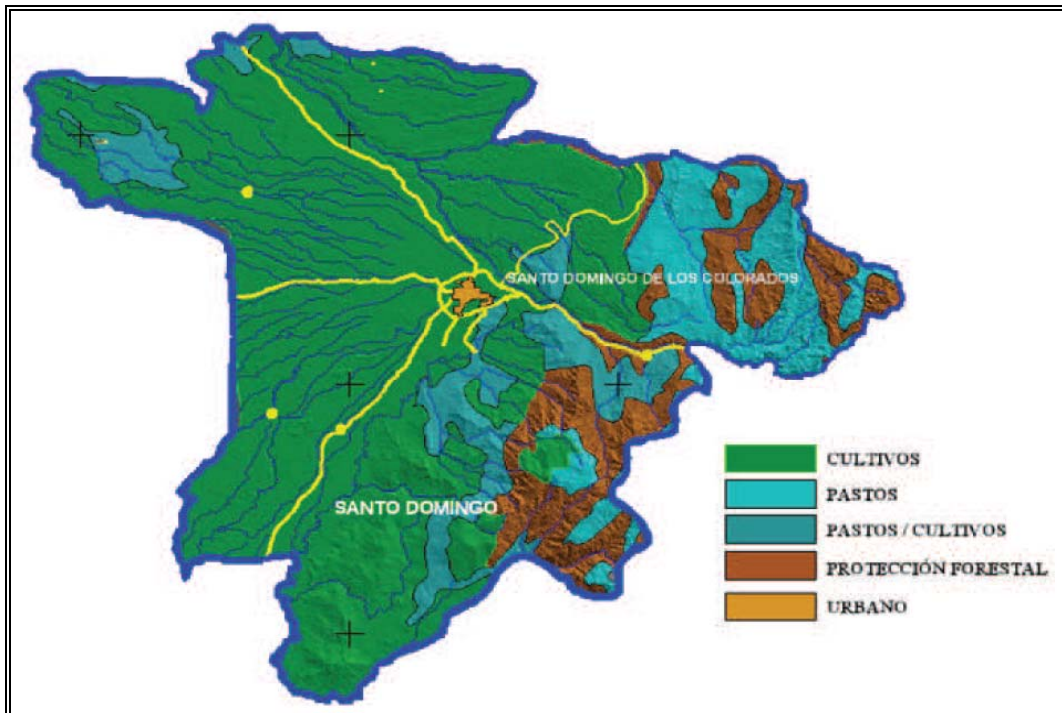 SANTO DOMINGO DE LOS COLORADOS
SANTO DOMINGO
CULTIVOS
PASTOS
PASTOS / CULTIVOS
PROTECCIÓN FORESTAL
URBANO